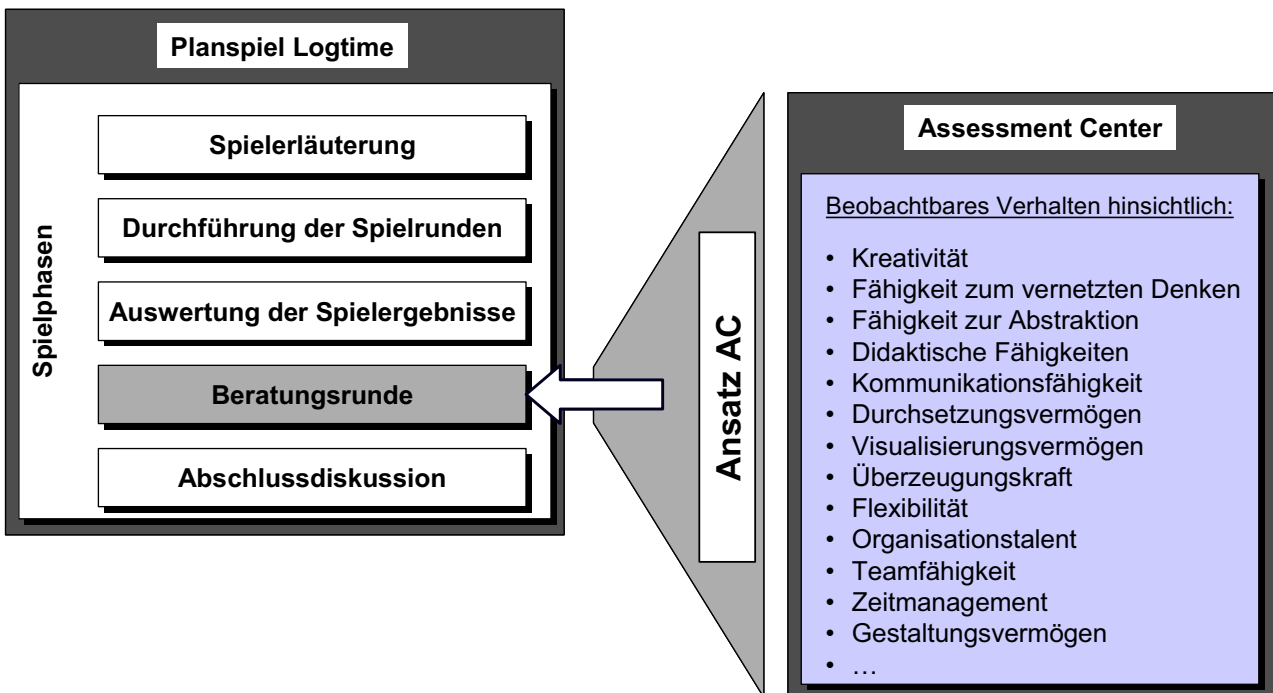 Planspiel Logtime
Spielphasen
Spielerläuterung
Durchführung der Spielrunden
Auswertung der Spielergebnisse
Beratungsrunde
Abschlussdiskussion
Ansatz AC
Assessment Center
Beobachtbares Verhalten hinsichtlich:
• Kreativität
• Fähigkeit zum vernetzten Denken
• Fähigkeit zur Abstraktion
• Didaktische Fähigkeiten
• Kommunikationsfähigkeit
• Durchsetzungsvermögen
• Visualisierungsvermögen
• Überzeugungskraft
• Flexibilität
• Organisationstalent
• Teamfähigkeit
• Zeitmanagement
• Gestaltungsvermögen
• …